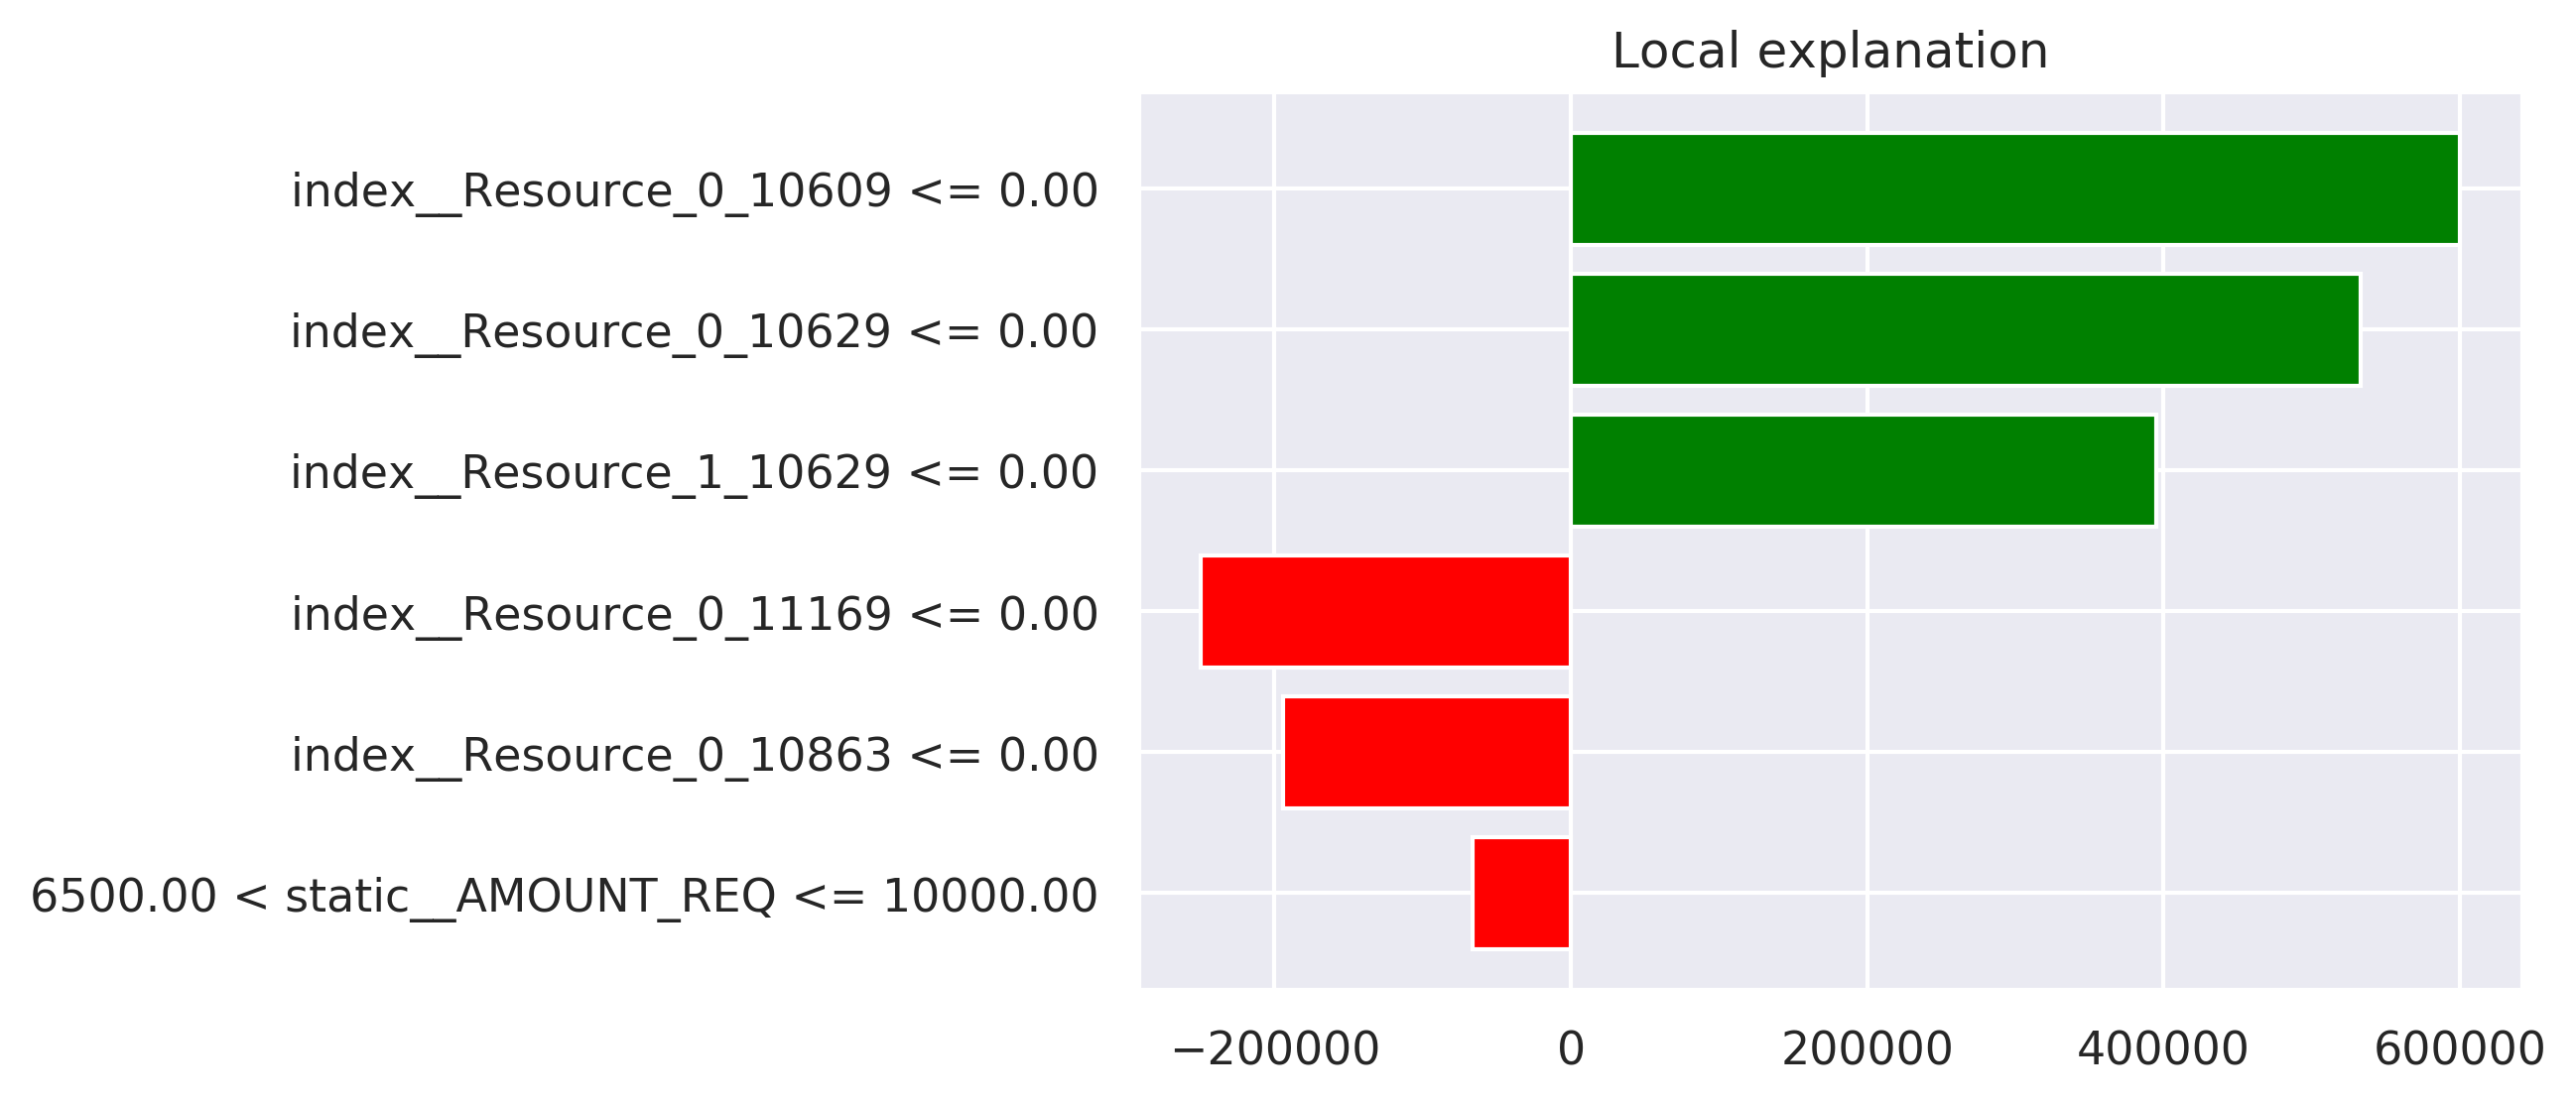 Local explanation
index__Resource_0_10609 <= 0.00
index__Resource_0_10629 <= 0.00
index__Resource_1_10629 <= 0.00
index__Resource_0_11169 <= 0.00
index__Resource_0_10863 <= 0.00
6500.00 < static__AMOUNT_REQ <= 10000.00
−200000 0 200000 400000 600000